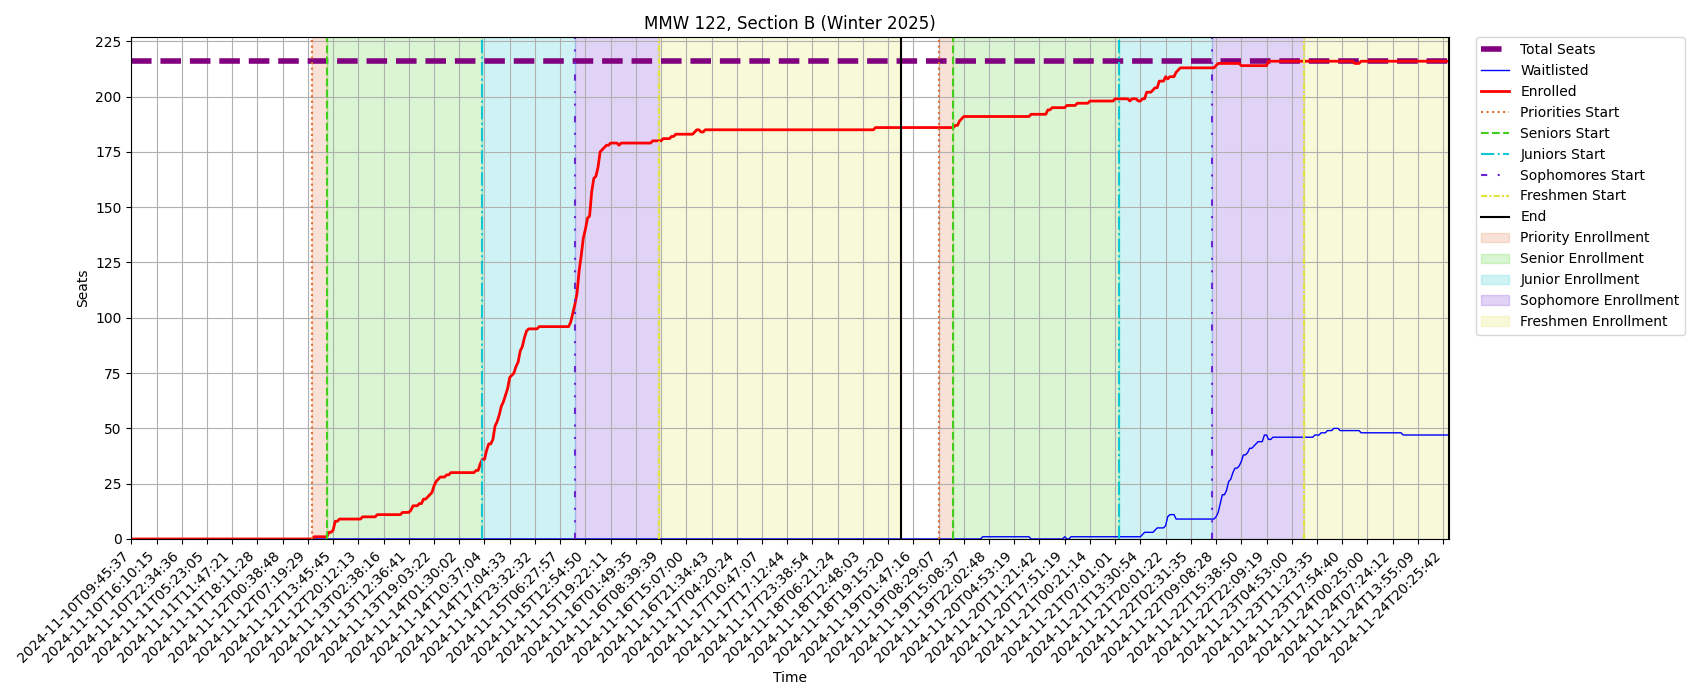 MMW 122, Section B (Winter 2025)
225
200
175
150
125
100
75
50
25
0
Seats
2024-11-10T09:45:37
2024-11-10T16:10:15
2024-11-10T22:34:36
2024-11-11T05:23:05
2024-11-11T11:47:21
2024-11-11T18:11:28
2024-11-12T00:38:48
2024-11-12T07:19:29
2024-11-12T13:45:45
2024-11-12T20:12:13
2024-11-13T02:38:16
2024-11-13T12:36:41
2024-11-13T19:03:22
2024-11-14T01:30:02
2024-11-14T10:37:04
2024-11-14T17:04:33
2024-11-14T23:32:32
2024-11-15T06:27:57
2024-11-15T12:54:50
2024-11-15T19:22:11
2024-11-16T01:49:35
2024-11-16T08:39:39
2024-11-16T15:07:00
2024-11-16T21:34:43
2024-11-17T04:20:24
2024-11-17T10:47:07
2024-11-17T17:12:44
2024-11-17T23:38:54
2024-11-18T06:21:24
2024-11-18T12:48:03
2024-11-18T19:15:20
2024-11-19T01:47:16
2024-11-19T08:29:07
2024-11-19T15:08:37
2024-11-19T22:02:48
2024-11-20T04:53:19
2024-11-20T11:21:42
2024-11-20T17:51:19
2024-11-21T00:21:14
2024-11-21T07:01:01
2024-11-21T13:30:54
2024-11-21T20:01:22
2024-11-22T02:31:35
2024-11-22T09:08:28
2024-11-22T15:38:50
2024-11-22T22:09:19
2024-11-23T04:53:00
2024-11-23T11:23:35
2024-11-23T17:54:40
2024-11-24T00:25:00
2024-11-24T07:24:12
2024-11-24T13:55:09
2024-11-24T20:25:42
Time
Total Seats
Waitlisted
Enrolled
Priorities Start
Seniors Start
Juniors Start
Sophomores Start
Freshmen Start
End
Priority Enrollment
Senior Enrollment
Junior Enrollment
Sophomore Enrollment
Freshmen Enrollment